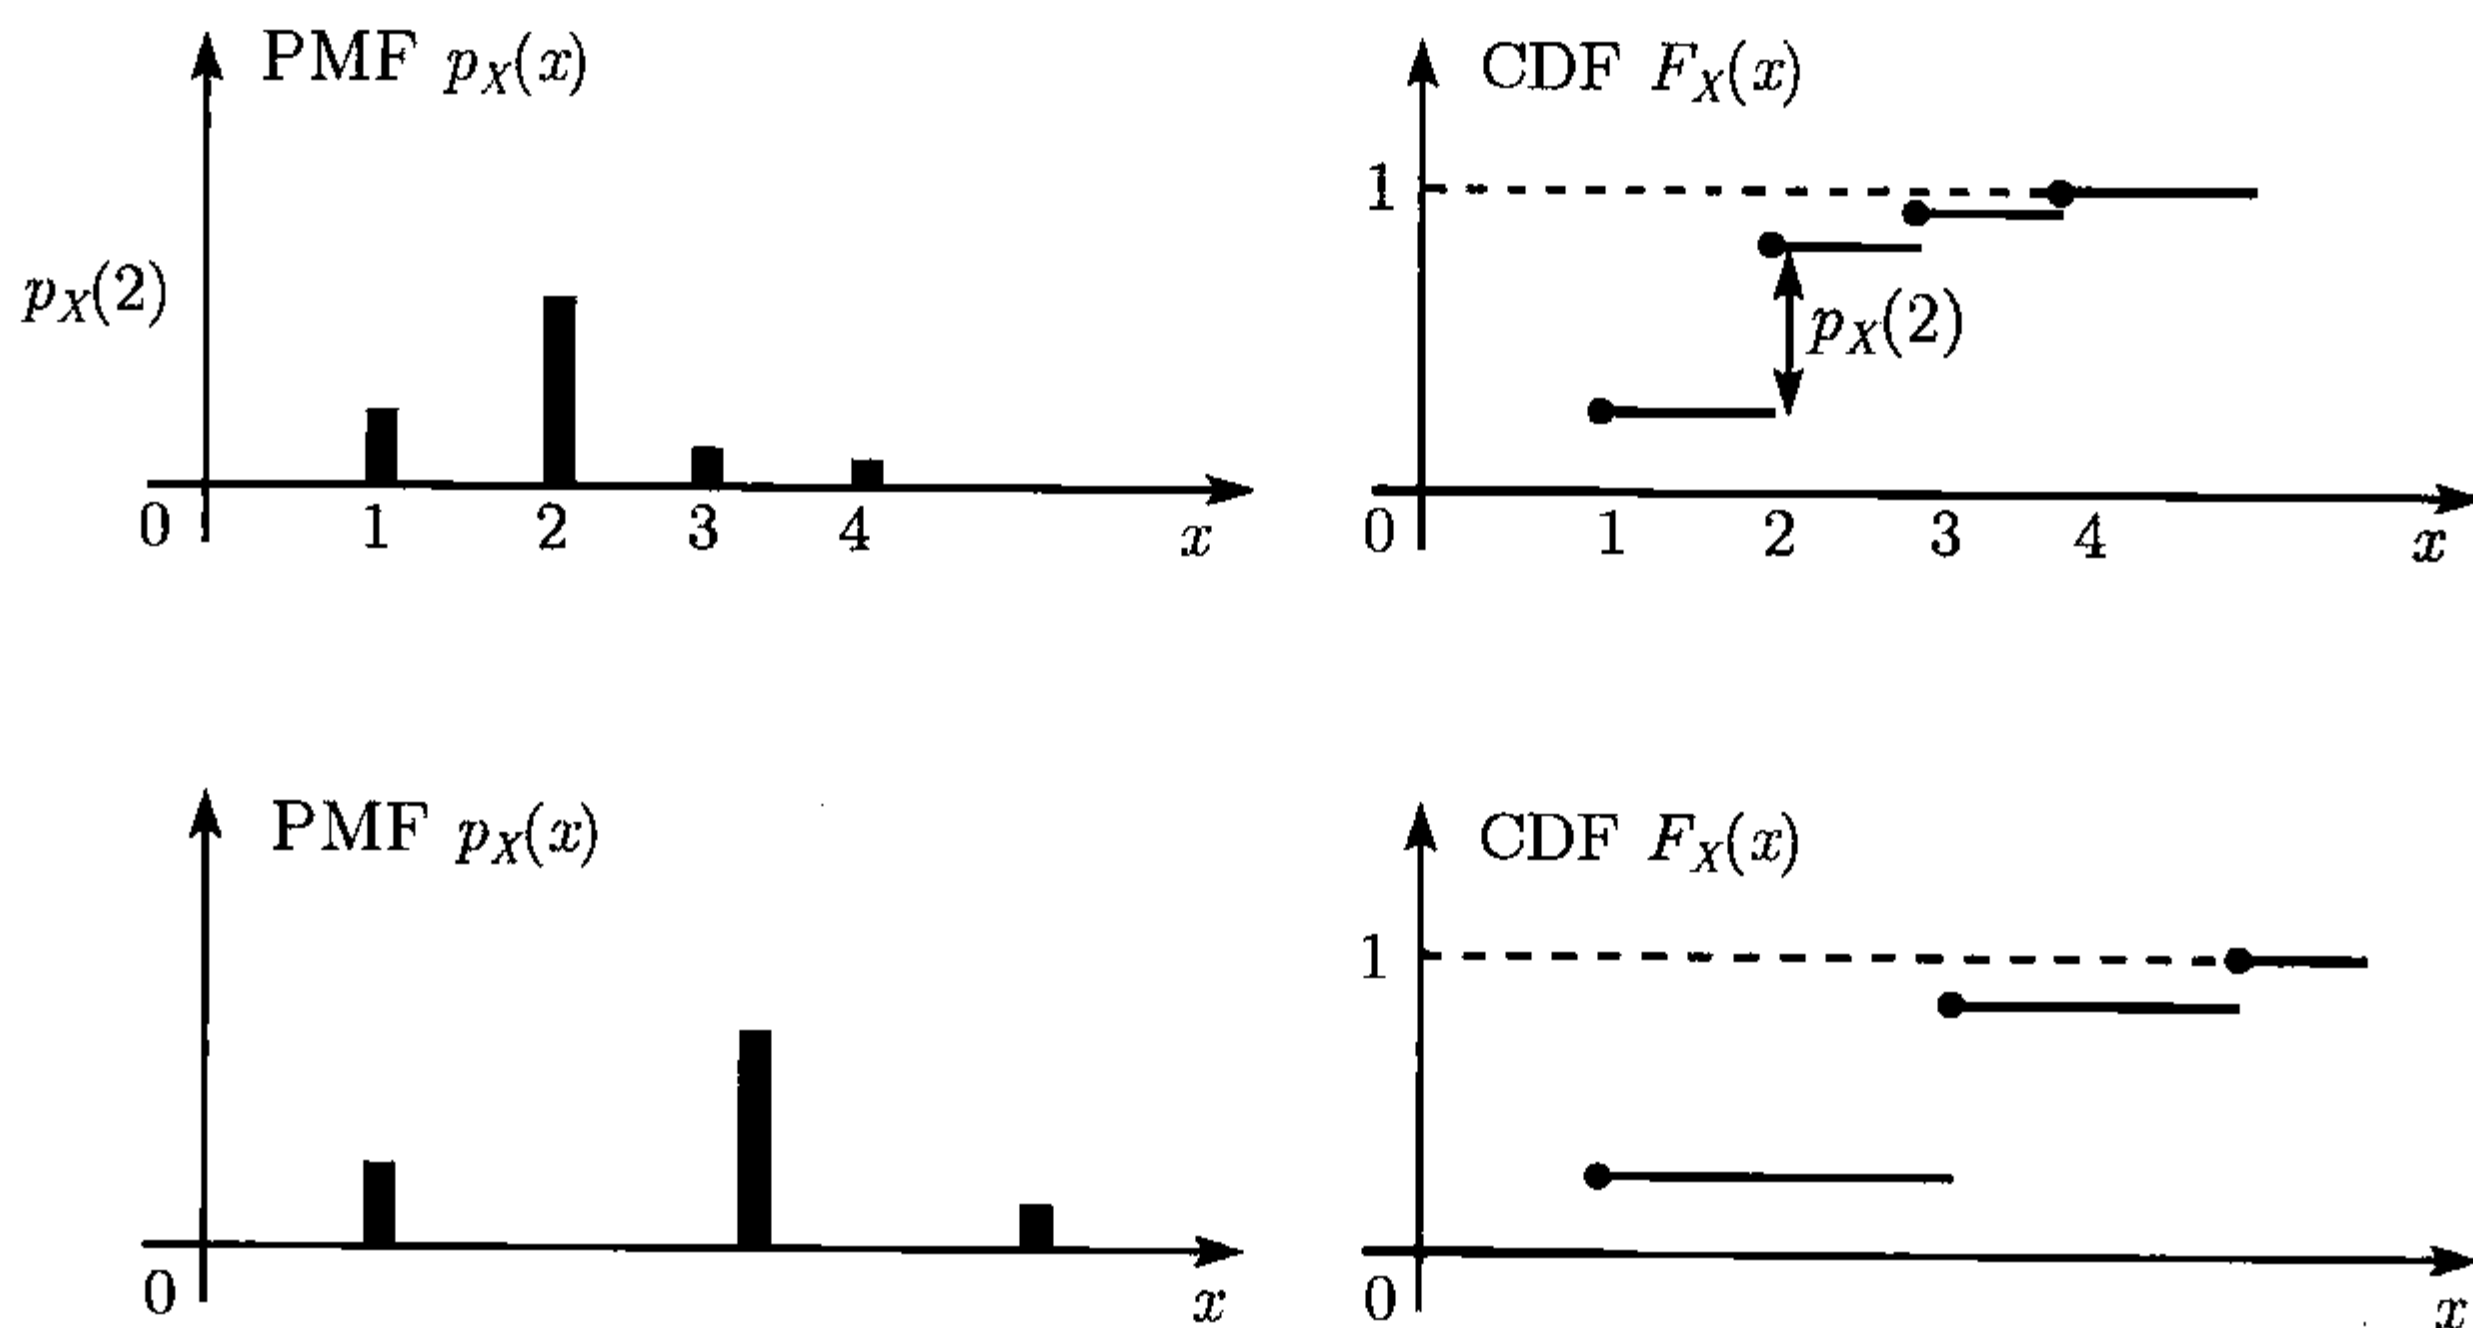 PMF p_X(x)
p_X(2)
0 1 2 3 4 x
CDF F_X(x)
1
p_X(2)
0 1 2 3 4 x
PMF p_X(x)
0 x
CDF F_X(x)
1
0 x